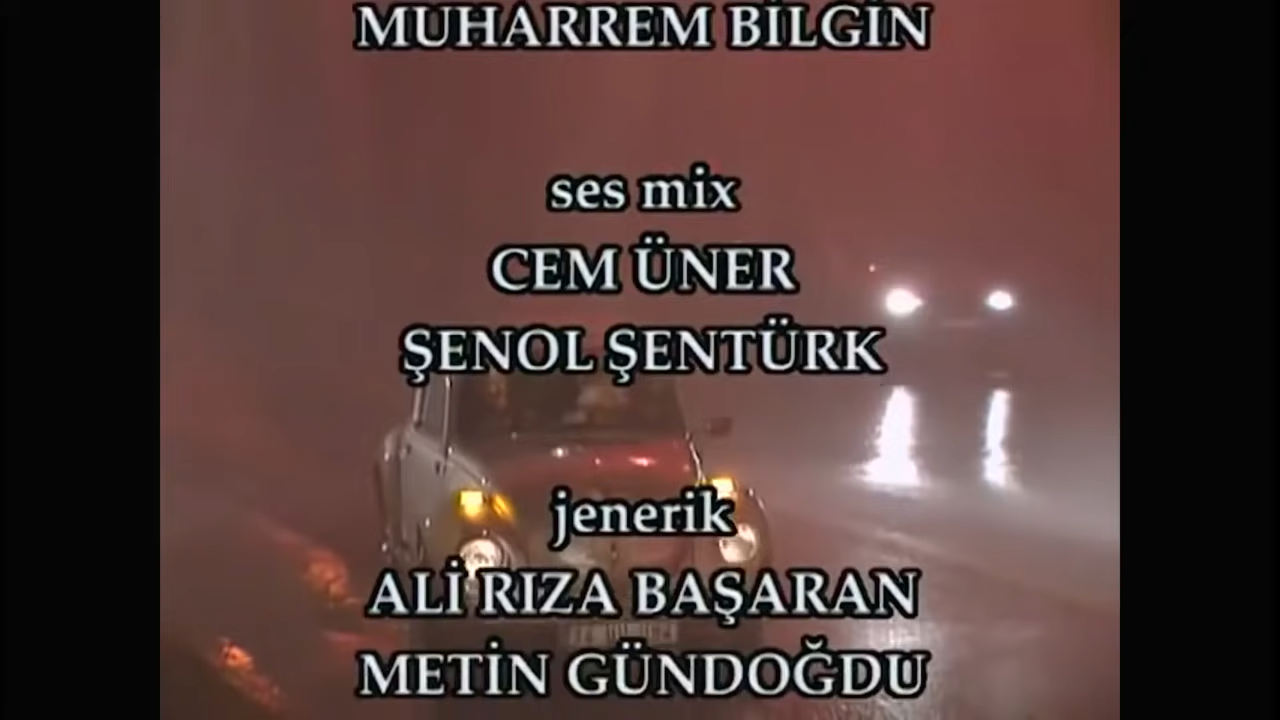 MUHARREM BİLGİN
ses mix
CEM ÜNER
ŞENOL ŞENTÜRK
jenerik
ALİ RIZA BAŞARAN
METİN GÜNDOĞDU